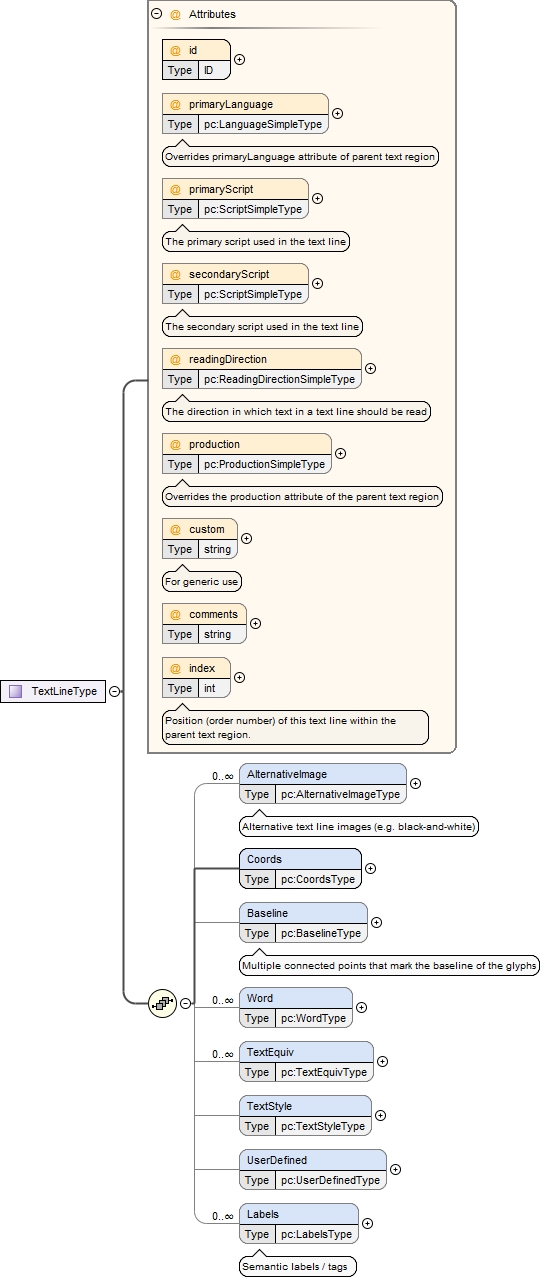 Attributes
@ id
Type ID
@ primaryLanguage
Type pc:LanguageSimpleType
Overrides primaryLanguage attribute of parent text region
@ primaryScript
Type pc:ScriptSimpleType
The primary script used in the text line
@ secondaryScript
Type pc:ScriptSimpleType
The secondary script used in the text line
@ readingDirection
Type pc:ReadingDirectionSimpleType
The direction in which text in a text line should be read
@ production
Type pc:ProductionSimpleType
Overrides the production attribute of the parent text region
@ custom
Type string
For generic use
@ comments
Type string
@ index
Type int
Position (order number) of this text line within the
parent text region.
TextLineType
0..∞ AlternativeImage
Type pc:AlternativeImageType
Alternative text line images (e.g. black-and-white)
Coords
Type pc:CoordsType
Baseline
Type pc:BaselineType
Multiple connected points that mark the baseline of the glyphs
0..∞ Word
Type pc:WordType
0..∞ TextEquiv
Type pc:TextEquivType
TextStyle
Type pc:TextStyleType
UserDefined
Type pc:UserDefinedType
0..∞ Labels
Type pc:LabelsType
Semantic labels / tags